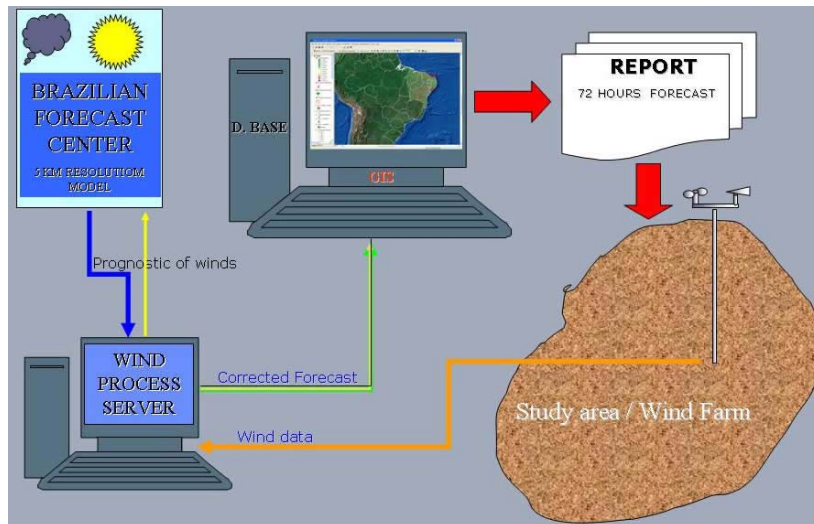 BRAZILIAN
FORECAST
CENTER
5 KM RESOLUTIOM
MODEL
D. BASE
GIS
REPORT
72 HOURS FORECAST
Prognostic of winds
WIND
PROCESS
SERVER
Corrected Forecast
Wind data
Study area / Wind Farm